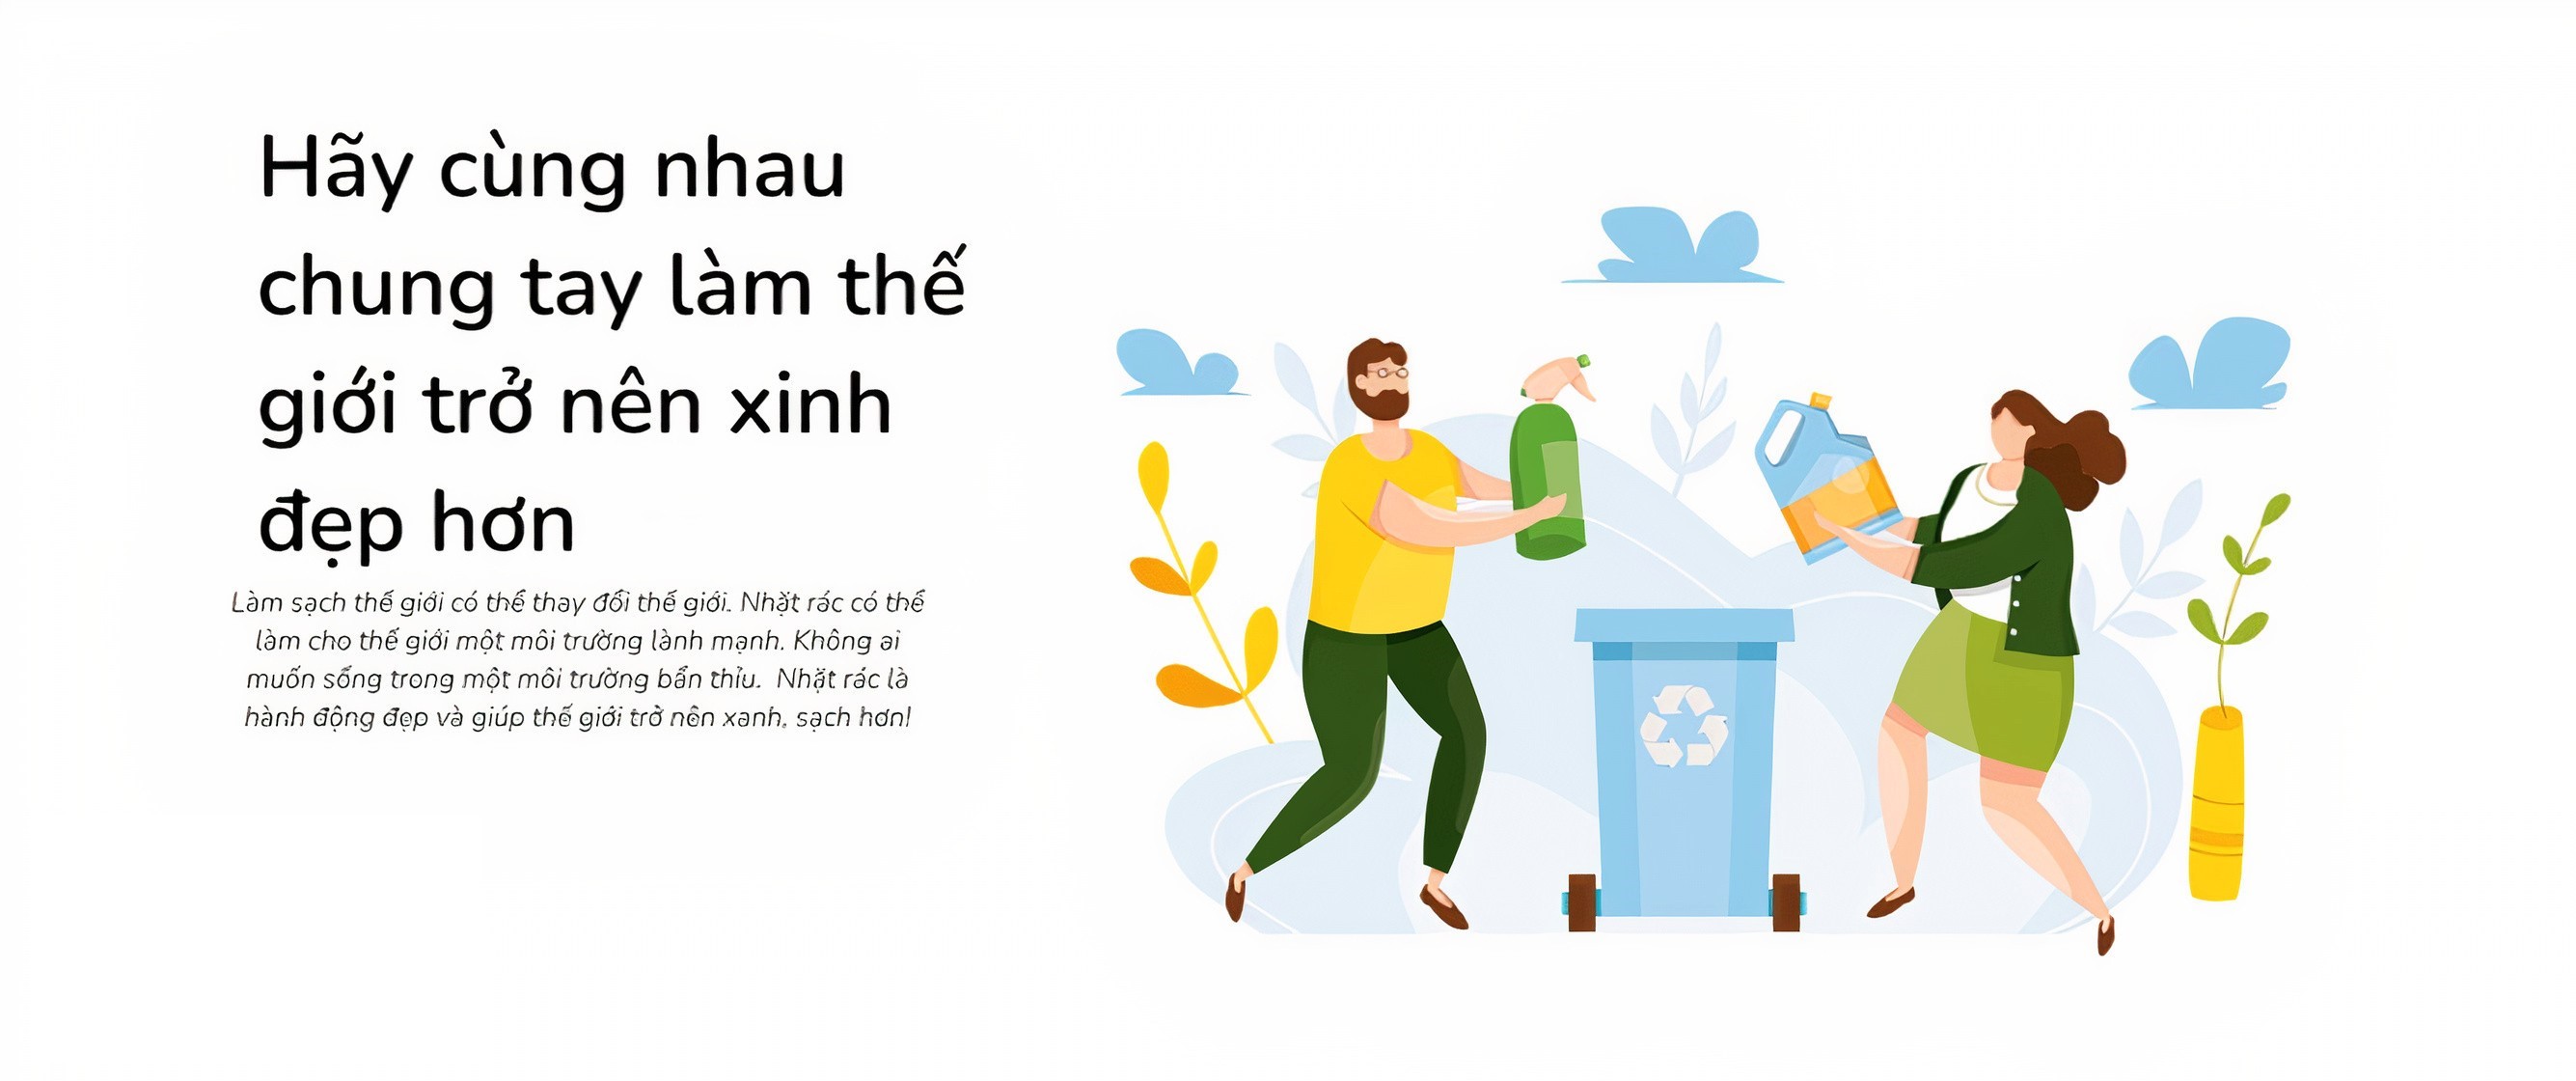 Hãy cùng nhau
chung tay làm thế
giới trở nên xinh
đẹp hơn
Làm sạch thế giới có thể thay đổi thế giới. Nhặt rác có thể
làm cho thế giới một môi trường lành mạnh. Không ai
muốn sống trong một môi trường bẩn thỉu. Nhặt rác là
hành động đẹp và giúp thế giới trở nên xanh, sạch hơn!